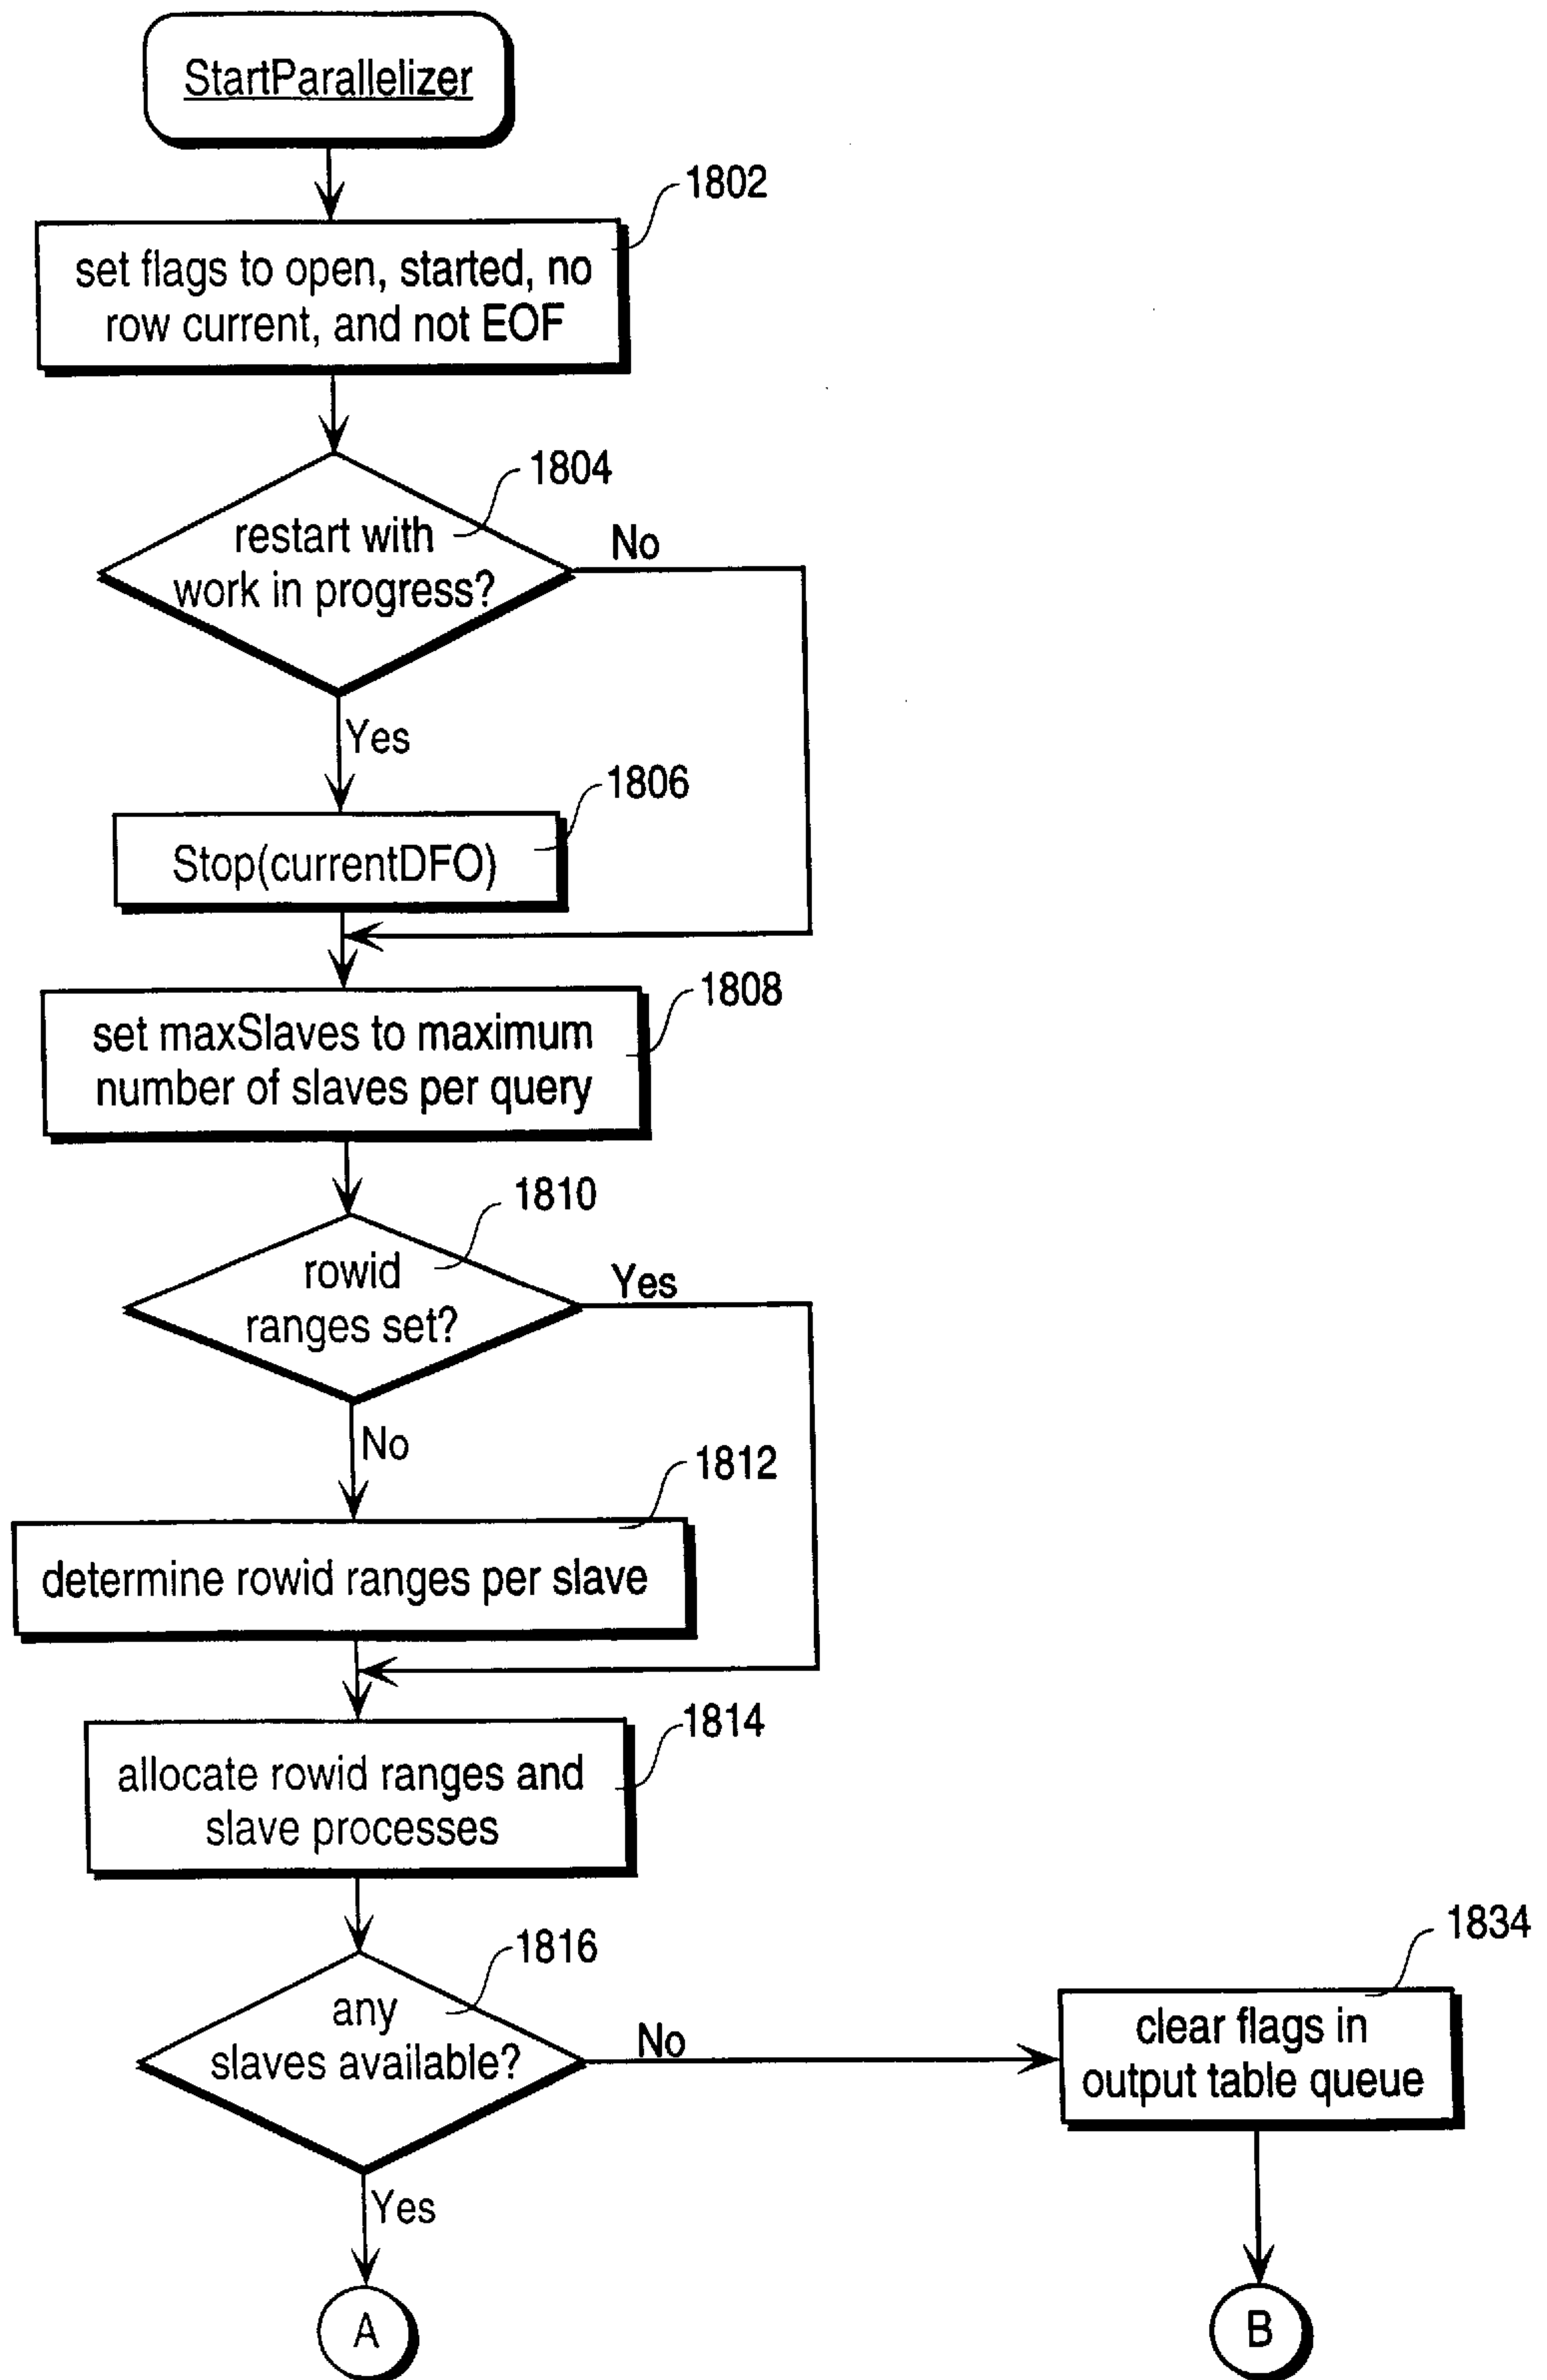 StartParallelizer
1802
set flags to open, started, no
row current, and not EOF
1804
restart with
work in progress?
No
Yes
1806
Stop(currentDFO)
1808
set maxSlaves to maximum
number of slaves per query
1810
rowid
ranges set?
Yes
No
1812
determine rowid ranges per slave
1814
allocate rowid ranges and
slave processes
1816
any
slaves available?
No
1834
clear flags in
output table queue
Yes
A
B